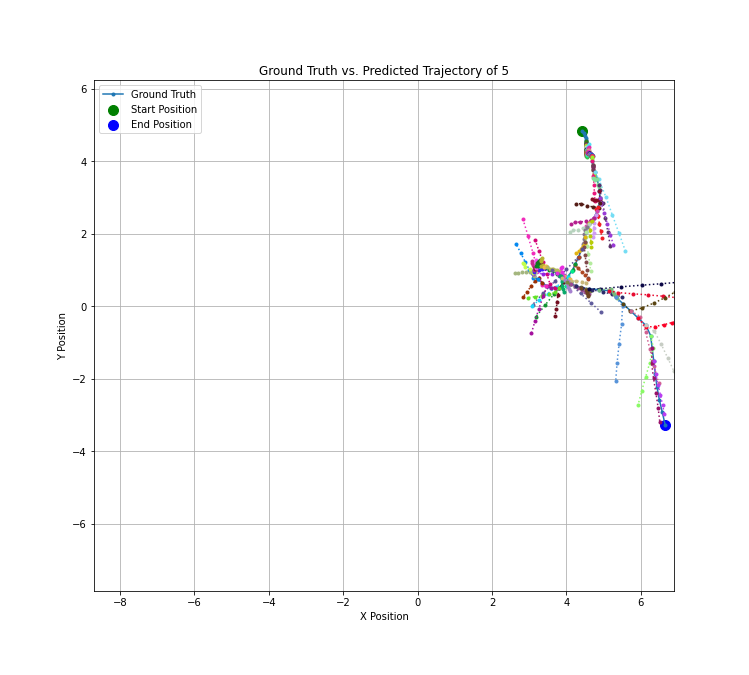 Ground Truth vs. Predicted Trajectory of 5
Ground Truth
Start Position
End Position
6
4
2
0
−2
−4
−6
Y Position
−8
−6
−4
−2
0
2
4
6
X Position